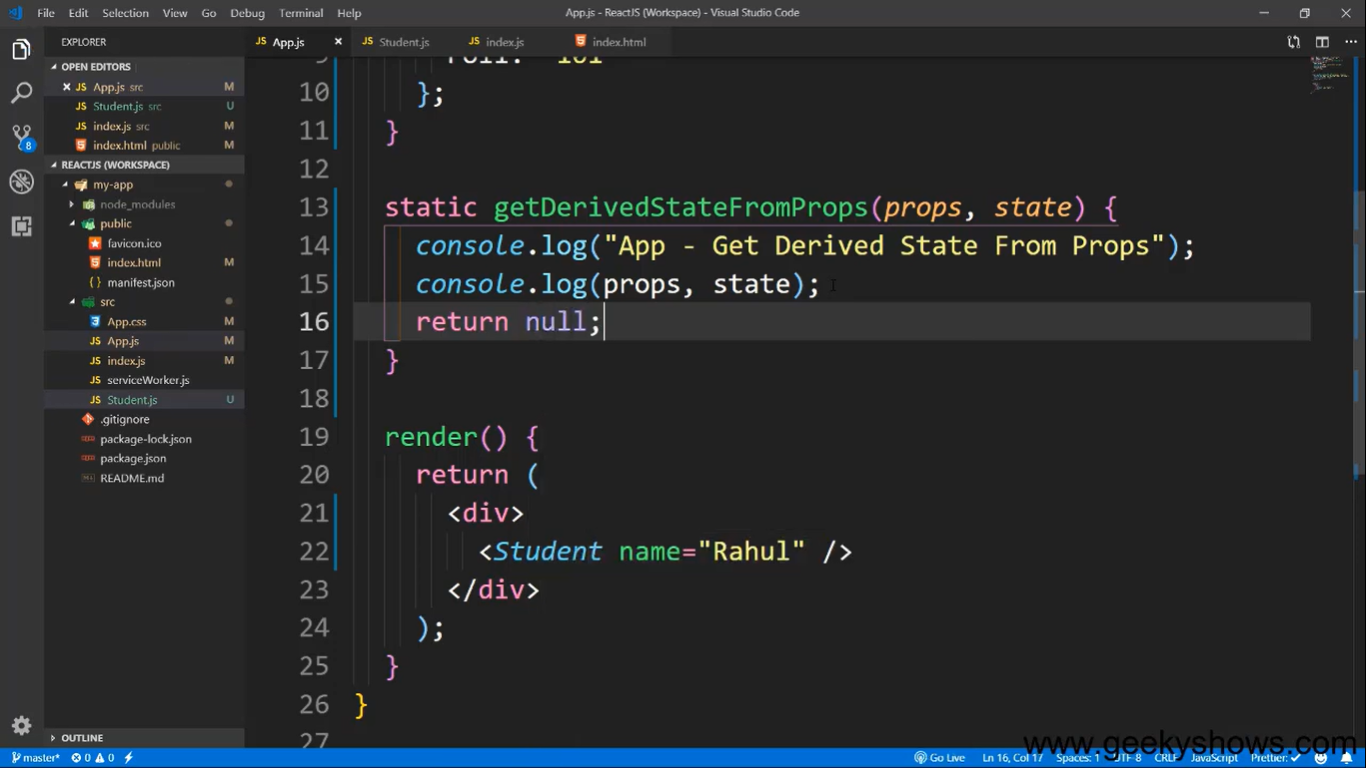 File Edit Selection View Go Debug Terminal Help
App.js - ReactJS (Workspace) - Visual Studio Code
EXPLORER
OPEN EDITORS
App.js src M
Student.js src U
index.js src M
index.html public M
REACTJS (WORKSPACE)
my-app
node_modules
public
favicon.ico
index.html M
manifest.json
src
App.css
App.js M
index.js M
serviceWorker.js
Student.js U
.gitignore
package-lock.json
package.json
README.md
OUTLINE
8
JS App.js JS Student.js JS index.js index.html
10 };
11 }
12
13 static getDerivedStateFromProps(props, state) {
14 console.log("App - Get Derived State From Props");
15 console.log(props, state);
16 return null;
17 }
18
19 render() {
20 return (
21 <div>
22 <Student name="Rahul" />
23 </div>
24 );
25 }
26 }
27
www.geekyshows.com
master* 0 0 Go Live Ln 16, Col 17 Spaces: 1 UTF-8 CRLF JavaScript Prettier: ✓